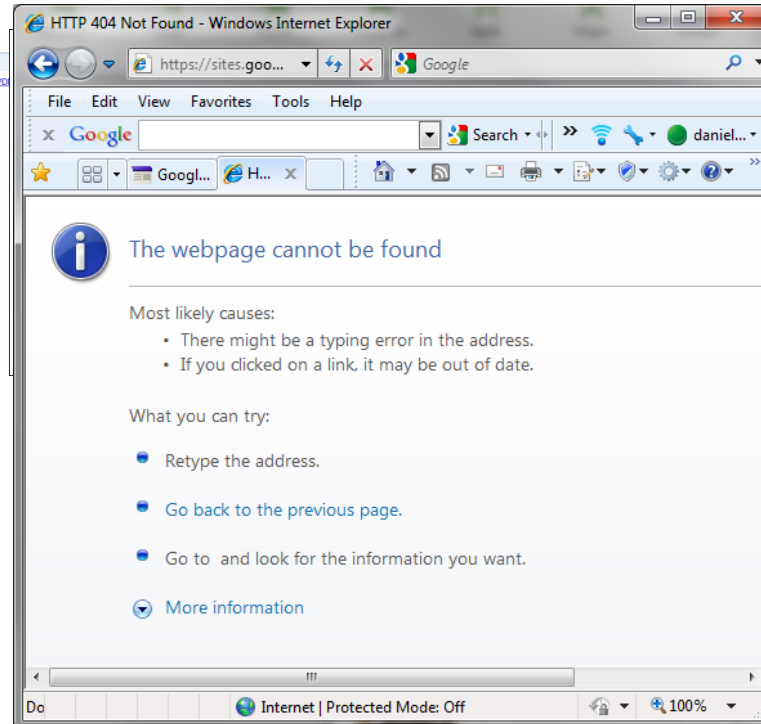 HTTP 404 Not Found - Windows Internet Explorer
https://sites.goo... Google
File Edit View Favorites Tools Help
x Google Search » daniel...
Googl... H... x »
The webpage cannot be found
Most likely causes:
• There might be a typing error in the address.
• If you clicked on a link, it may be out of date.
What you can try:
Retype the address.
Go back to the previous page.
Go to and look for the information you want.
More information
Do Internet | Protected Mode: Off 100%